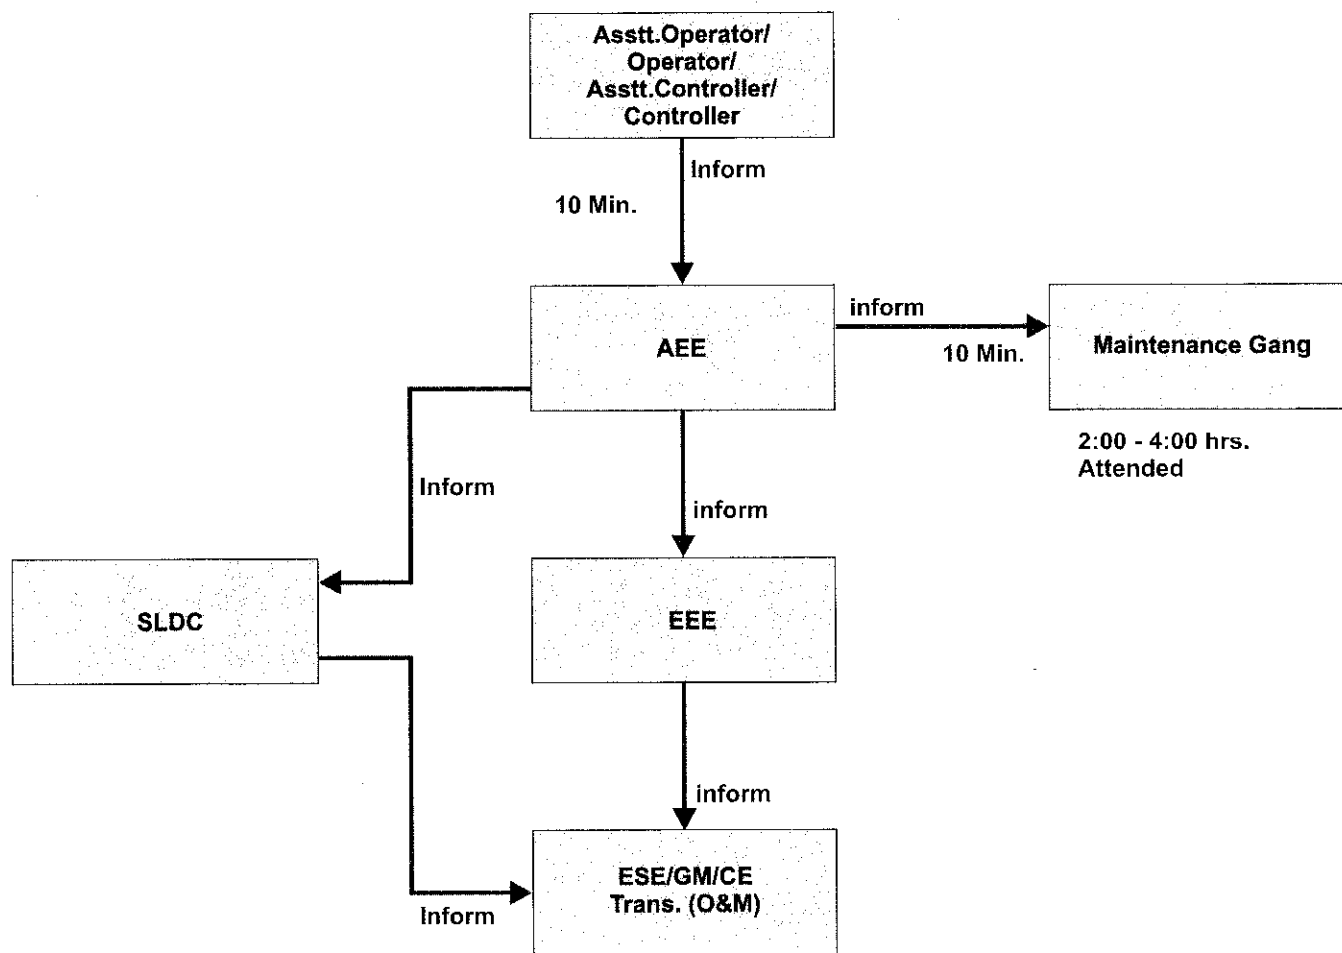 Asstt.Operator/
Operator/
Asstt.Controller/
Controller
Inform
10 Min.
AEE
inform
10 Min.
Maintenance Gang
2:00 - 4:00 hrs.
Attended
Inform
inform
SLDC
EEE
inform
ESE/GM/CE
Trans. (O&M)
Inform